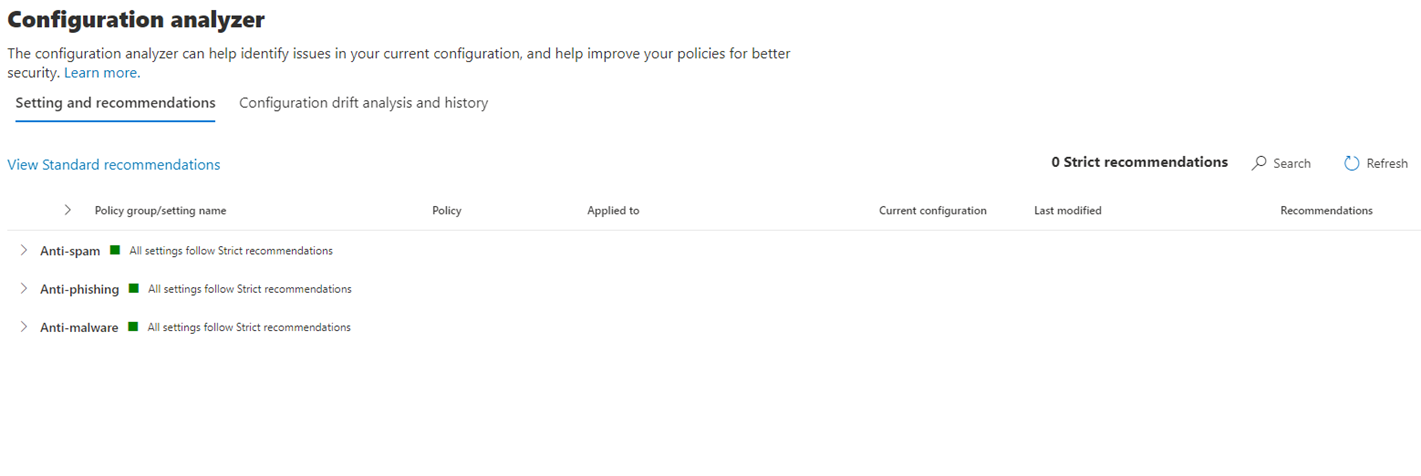 Configuration analyzer
The configuration analyzer can help identify issues in your current configuration, and help improve your policies for better
security. Learn more.
Setting and recommendations Configuration drift analysis and history
View Standard recommendations 0 Strict recommendations Search Refresh
Policy group/setting name Policy Applied to Current configuration Last modified Recommendations
Anti-spam All settings follow Strict recommendations
Anti-phishing All settings follow Strict recommendations
Anti-malware All settings follow Strict recommendations